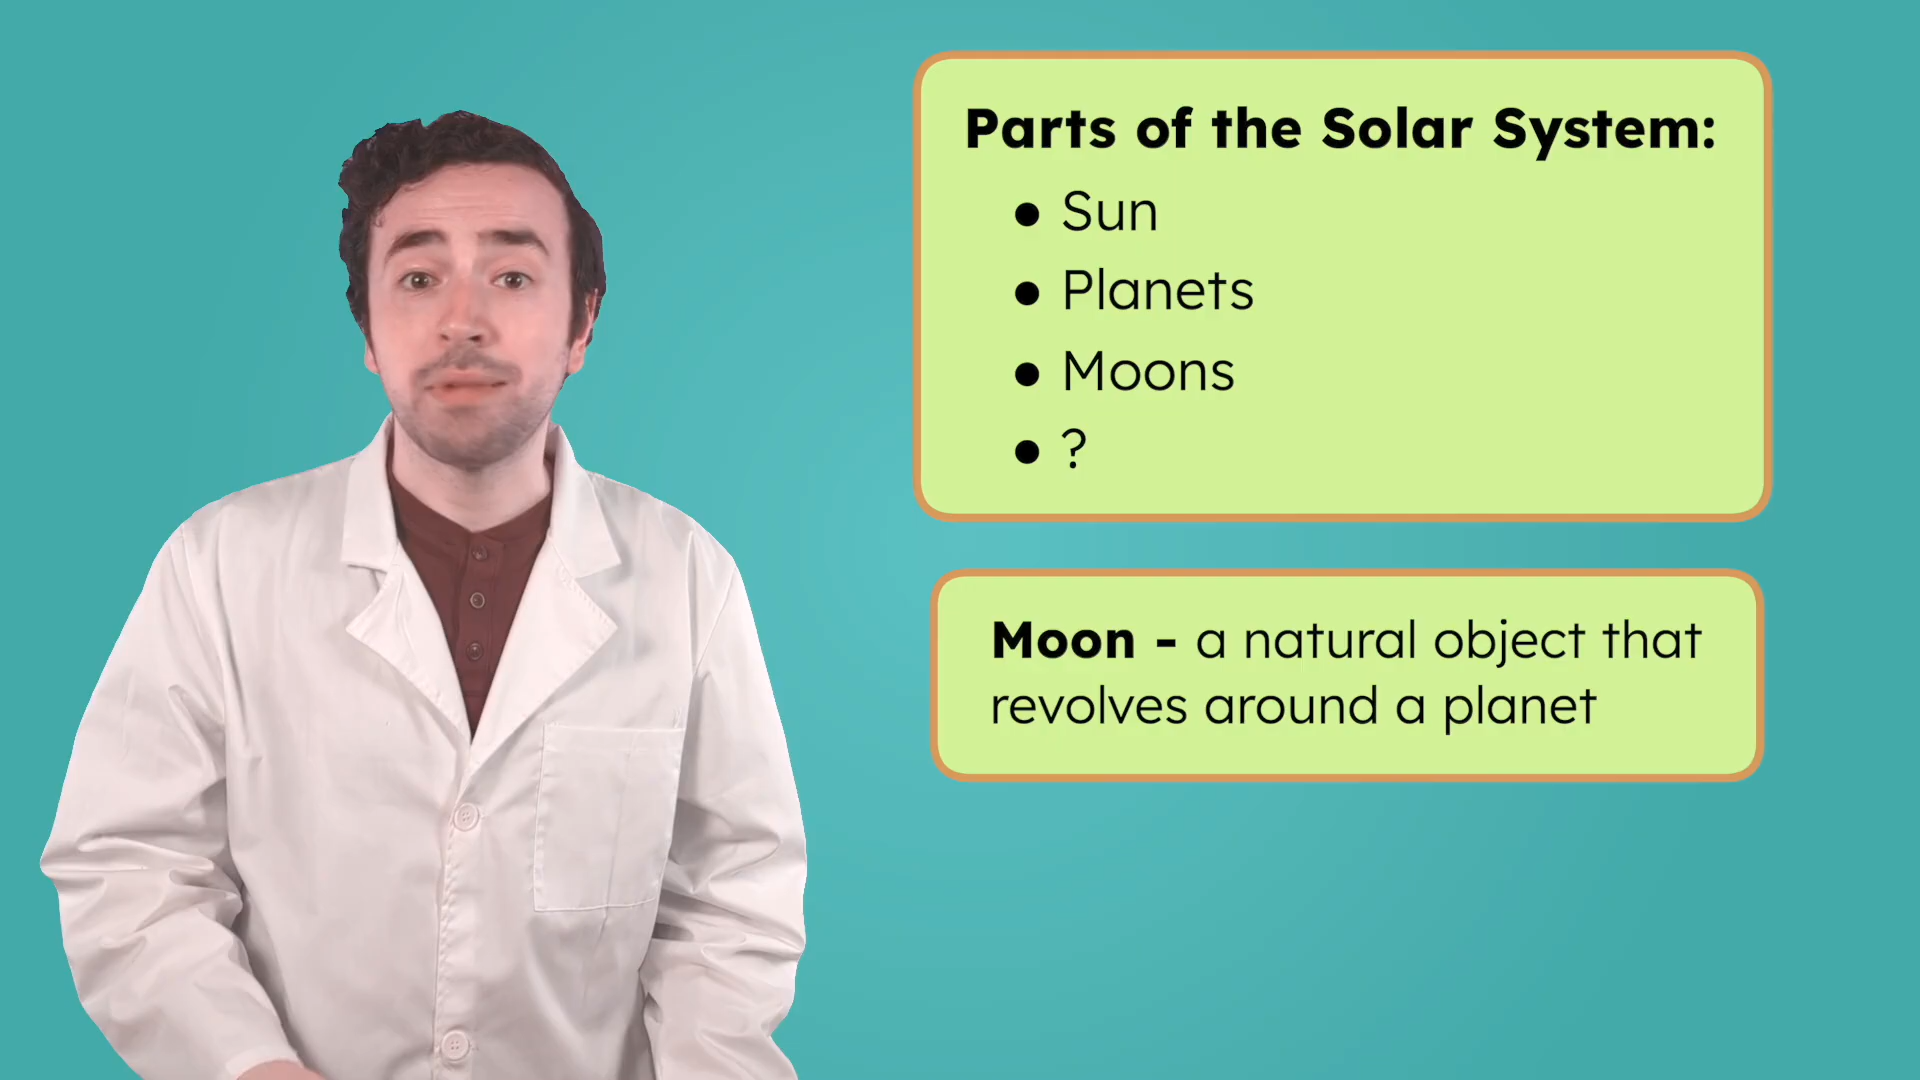 Parts of the Solar System:
● Sun
● Planets
● Moons
● ?
Moon - a natural object that
revolves around a planet